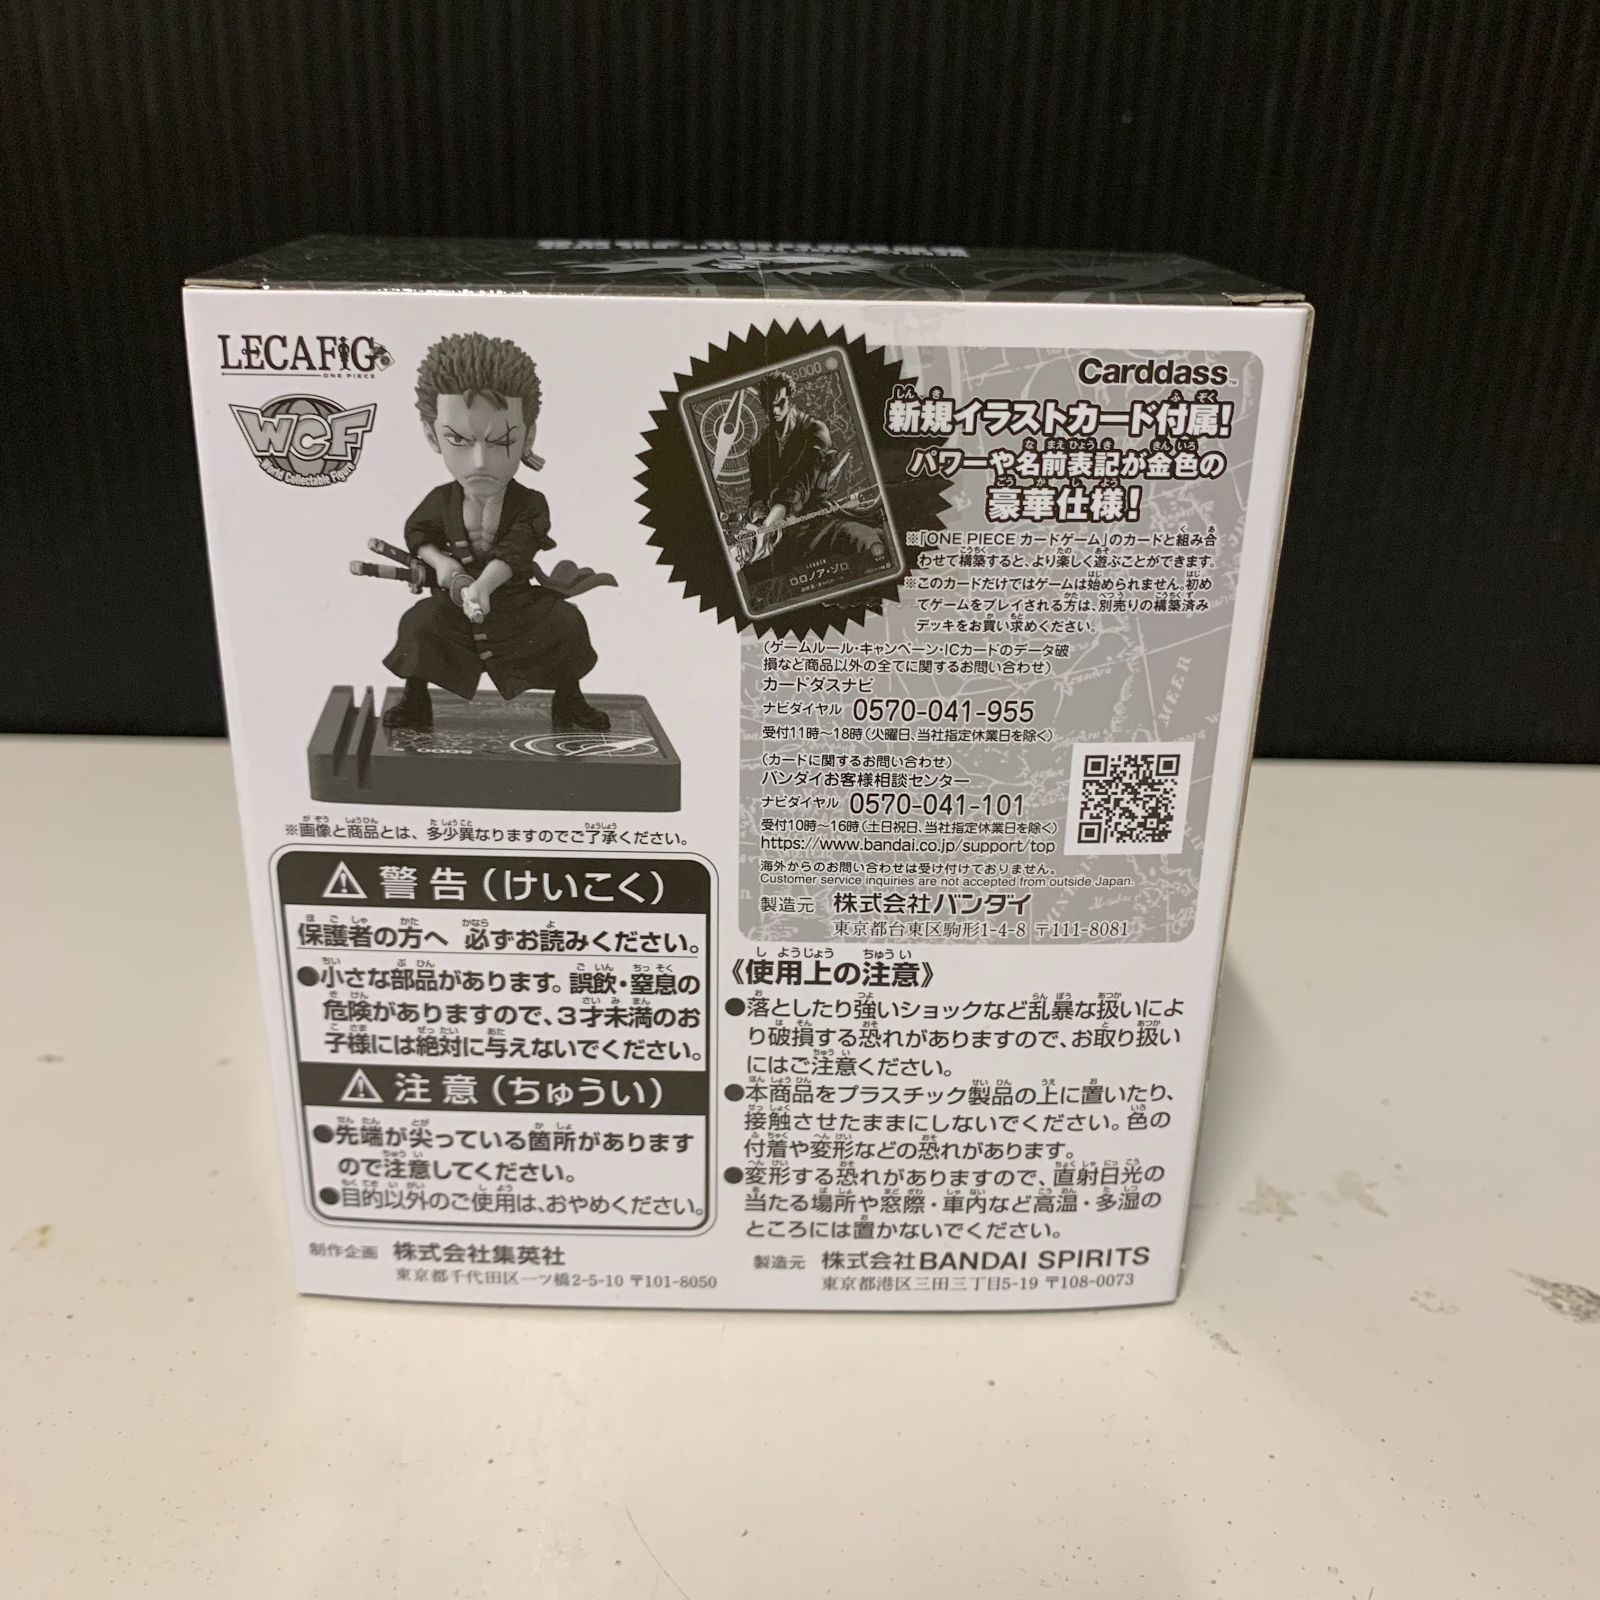 LECAFIG
ONE PIECE
WCF
World Collectable Figure
※画像と商品とは、多少異なりますのでご了承ください。
警告(けいこく)
保護者の方へ 必ずお読みください。
●小さな部品があります。誤飲・窒息の
危険がありますので、3才未満のお
子様には絶対に与えないでください。
注意(ちゅうい)
●先端が尖っている箇所があります
ので注意してください。
●目的以外のご使用は、おやめください。
制作企画 株式会社集英社
東京都千代田区一ツ橋2-5-10 〒101-8050
5000
ロロノア・ゾロ
Carddass™
新規イラストカード付属!
パワーや名前表記が金色の
豪華仕様!
※「ONE PIECE カードゲーム」のカードと組み合
わせて構築すると、より楽しく遊ぶことができます。
※このカードだけではゲームは始められません。初め
てゲームをプレイされる方は、別売りの構築済み
デッキをお買い求めください。
(ゲームルール・キャンペーン・ICカードのデータ破
損など商品以外の全てに関するお問い合わせ)
カードダスナビ
ナビダイヤル 0570-041-955
受付11時～18時(火曜日、当社指定休業日を除く)
(カードに関するお問い合わせ)
バンダイお客様相談センター
ナビダイヤル 0570-041-101
受付10時～16時(土日祝日、当社指定休業日を除く)
https://www.bandai.co.jp/support/top
海外からのお問い合わせは受け付けておりません。
Customer service inquiries are not accepted from outside Japan.
製造元 株式会社バンダイ
東京都台東区駒形1-4-8 〒111-8081
《使用上の注意》
●落としたり強いショックなど乱暴な扱いによ
り破損する恐れがありますので、お取り扱い
にはご注意ください。
●本商品をプラスチック製品の上に置いたり、
接触させたままにしないでください。色の
付着や変形などの恐れがあります。
●変形する恐れがありますので、直射日光の
当たる場所や窓際・車内など高温・多湿の
ところには置かないでください。
製造元 株式会社BANDAI SPIRITS
東京都港区三田三丁目5-19 〒108-0073